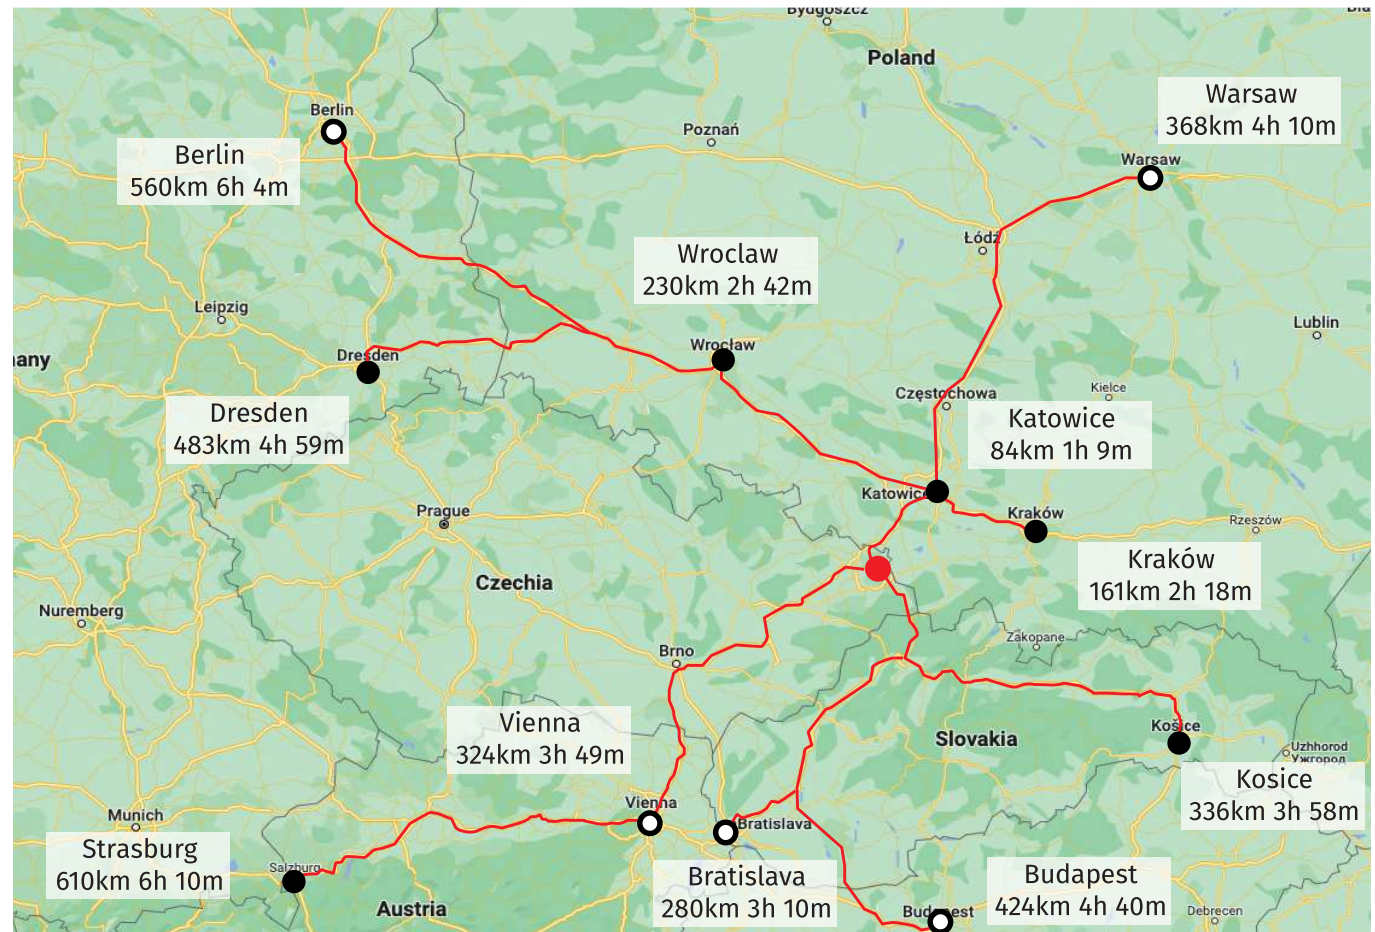 Bydgoszcz
Poland
Warsaw
368km 4h 10m
Berlin
Poznań
Warsaw
Berlin
560km 6h 4m
Wroclaw
230km 2h 42m
Łódź
Leipzig
Lublin
many
Dresden
Wrocław
Częstochowa
Kielce
Dresden
483km 4h 59m
Katowice
84km 1h 9m
Katowice
Prague
Kraków
Rzeszów
Kraków
161km 2h 18m
Czechia
Nuremberg
Zakopane
Brno
Vienna
324km 3h 49m
Slovakia
Košice
Uzhhorod
Ужгород
Kosice
336km 3h 58m
Munich
Vienna
Bratislava
Strasburg
610km 6h 10m
Salzburg
Bratislava
280km 3h 10m
Budapest
424km 4h 40m
Austria
Budapest
Debrecen